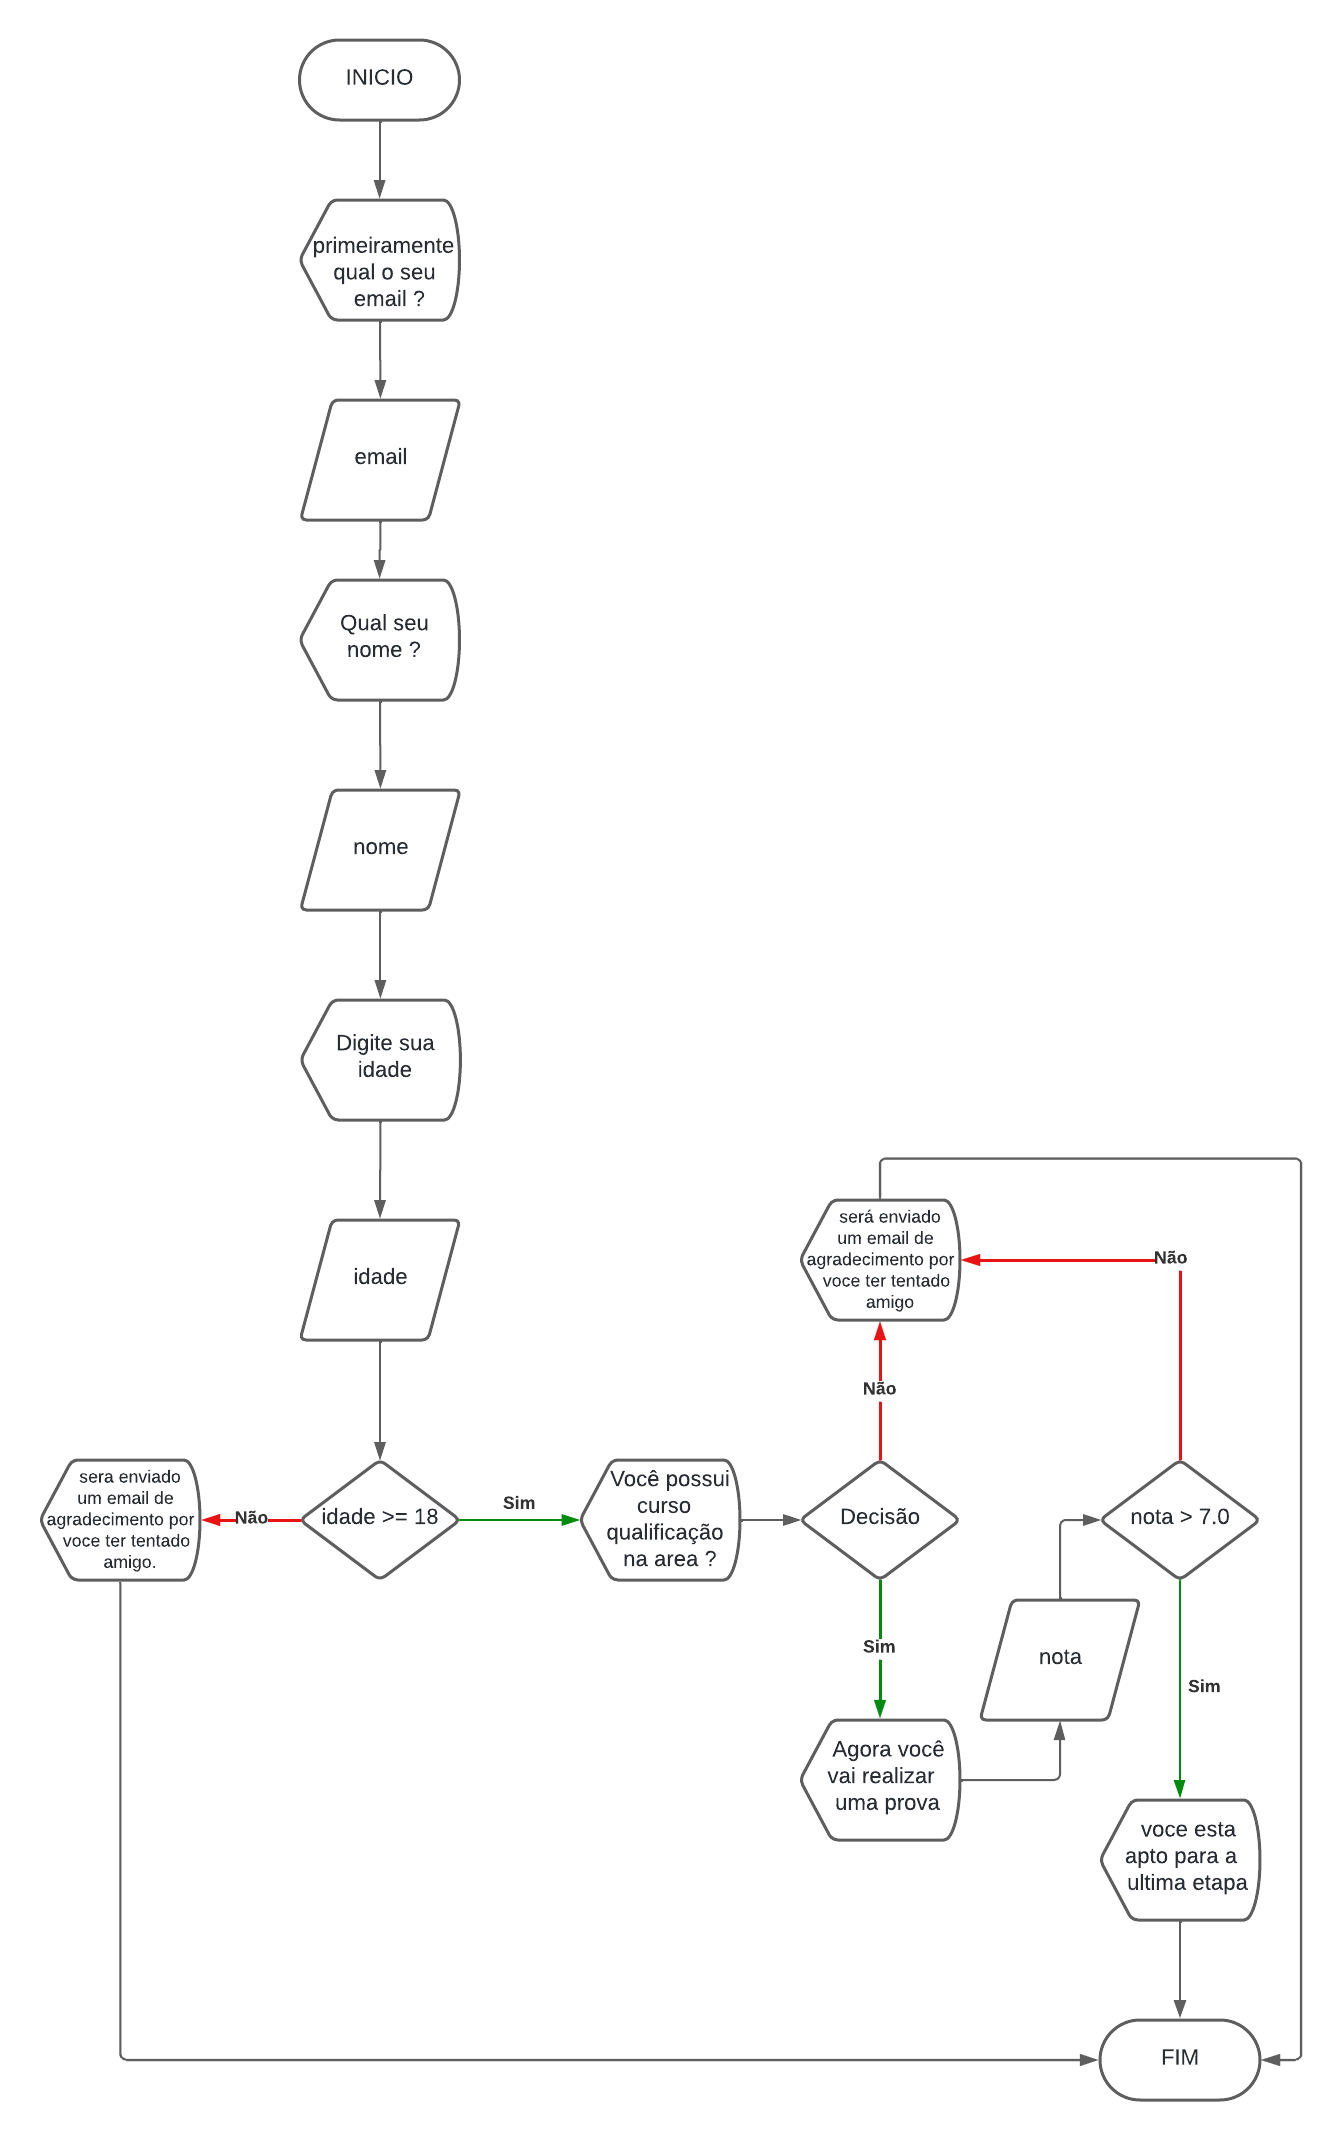 INICIO
primeiramente
qual o seu
email ?
email
Qual seu
nome ?
nome
Digite sua
idade
idade
idade >= 18
Não
sera enviado
um email de
agradecimento por
voce ter tentado
amigo.
Sim
Você possui
curso
qualificação
na area ?
Decisão
Não
será enviado
um email de
agradecimento por
voce ter tentado
amigo
Sim
Agora você
vai realizar
uma prova
nota
nota > 7.0
Não
Sim
voce esta
apto para a
ultima etapa
FIM